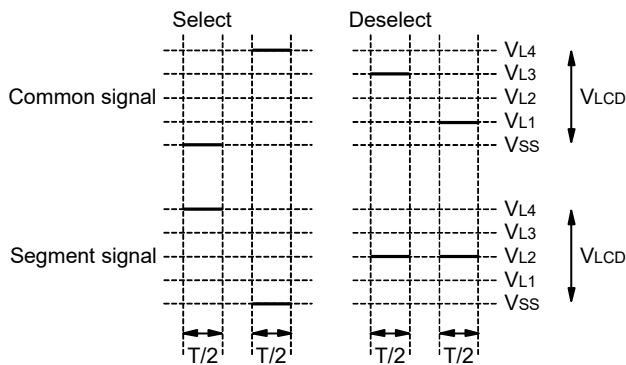 Select Deselect
Common signal
VL4
VL3
VL2
VL1
VSS
VLCD
Segment signal
VL4
VL3
VL2
VL1
VSS
VLCD
T/2 T/2 T/2 T/2